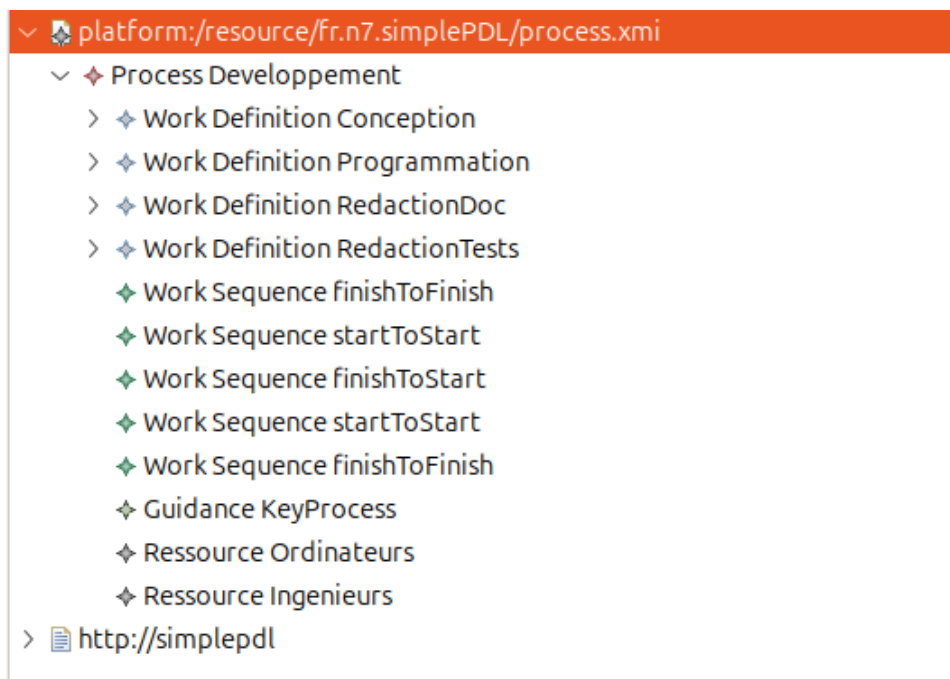 platform:/resource/fr.n7.simplePDL/process.xmi
Process Developpement
Work Definition Conception
Work Definition Programmation
Work Definition RedactionDoc
Work Definition RedactionTests
Work Sequence finishToFinish
Work Sequence startToStart
Work Sequence finishToStart
Work Sequence startToStart
Work Sequence finishToFinish
Guidance KeyProcess
Ressource Ordinateurs
Ressource Ingenieurs
http://simplepdl